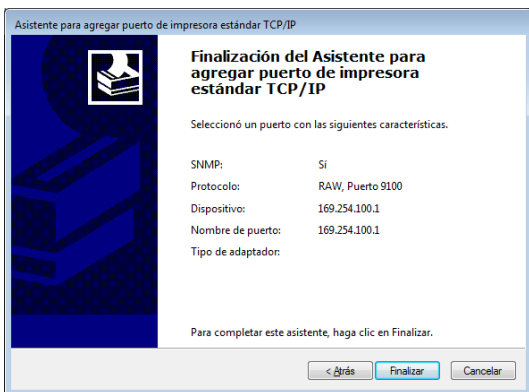 Asistente para agregar puerto de impresora estándar TCP/IP
Finalización del Asistente para
agregar puerto de impresora
estándar TCP/IP
Seleccionó un puerto con las siguientes características.
SNMP: Sí
Protocolo: RAW, Puerto 9100
Dispositivo: 169.254.100.1
Nombre de puerto: 169.254.100.1
Tipo de adaptador:
Para completar este asistente, haga clic en Finalizar.
< Atrás Finalizar Cancelar